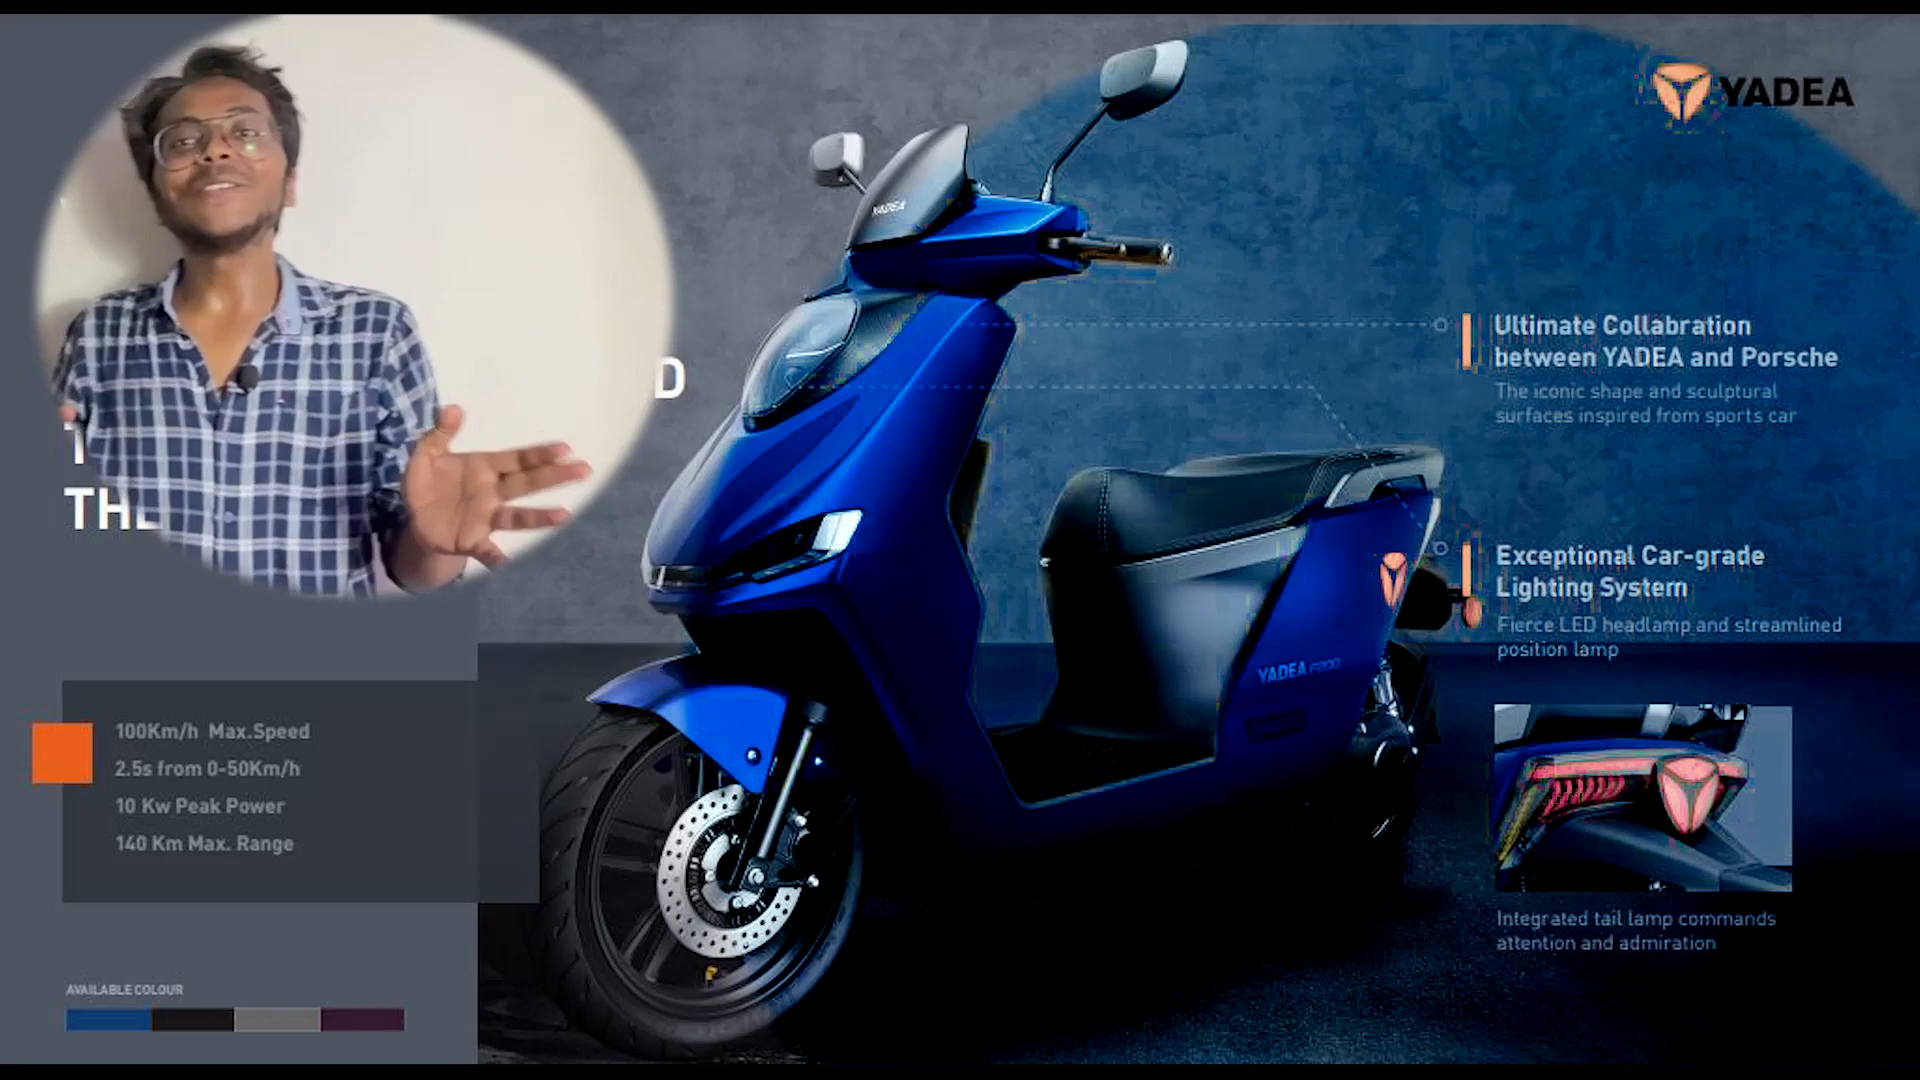 YADEA
YADEA
D
THE
Ultimate Collabration
between YADEA and Porsche
The iconic shape and sculptural
surfaces inspired from sports car
Exceptional Car-grade
Lighting System
Fierce LED headlamp and streamlined
position lamp
YADEA
100Km/h Max.Speed
2.5s from 0-50Km/h
10 Kw Peak Power
140 Km Max. Range
Integrated tail lamp commands
attention and admiration
AVAILABLE COLOUR